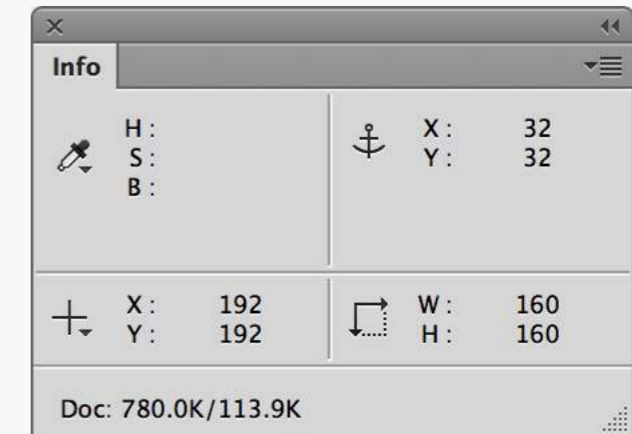 Info
H :
S :
B :
X : 32
Y : 32
X : 192
Y : 192
W : 160
H : 160
Doc: 780.0K/113.9K